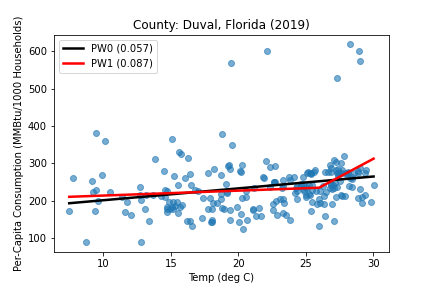 County: Duval, Florida (2019)
PW0 (0.057)
PW1 (0.087)
Per-Capita Consumption (MMBtu/1000 Households)
600
500
400
300
200
100
10 15 20 25 30
Temp (deg C)